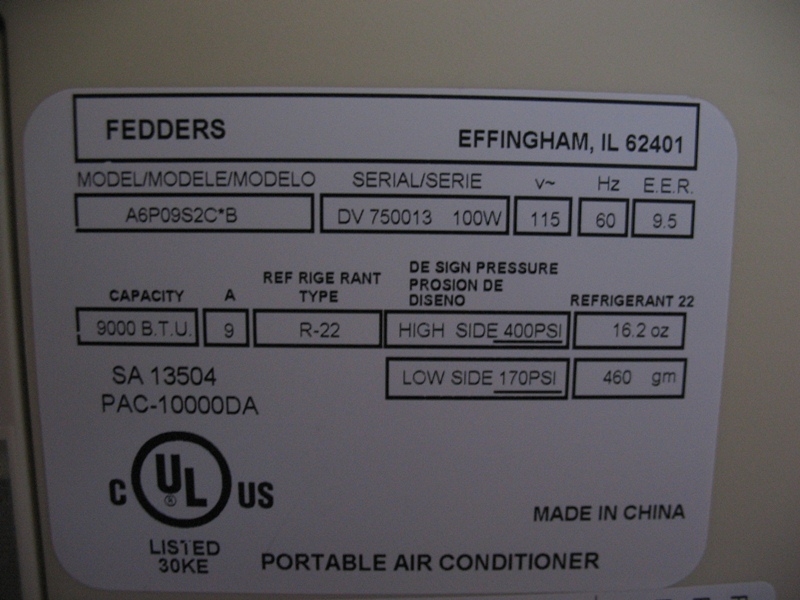 FEDDERS EFFINGHAM, IL 62401
MODEL/MODELE/MODELO SERIAL/SERIE V~ Hz E.E.R.
A6P09S2C*B DV 750013 100W 115 60 9.5
CAPACITY A REF RIGE RANT TYPE DE SIGN PRESSURE PROSION DE DISENO REFRIGERANT 22
9000 B.T.U. 9 R-22 HIGH SIDE 400PSI 16.2 oz
LOW SIDE 170PSI 460 gm
SA 13504
PAC-10000DA
C UL ® US
LISTED
30KE
MADE IN CHINA
PORTABLE AIR CONDITIONER